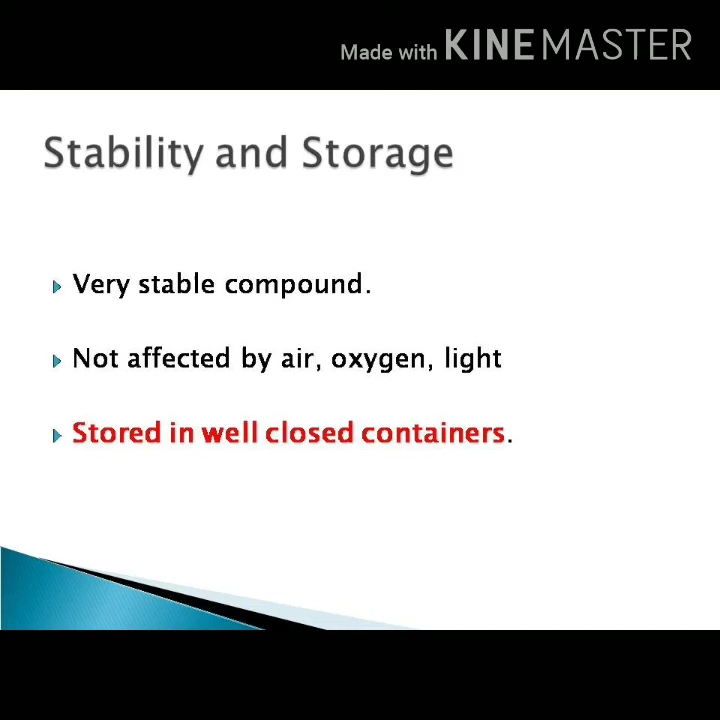 Made with KINEMASTER
Stability and Storage
Very stable compound.
Not affected by air, oxygen, light
Stored in well closed containers.